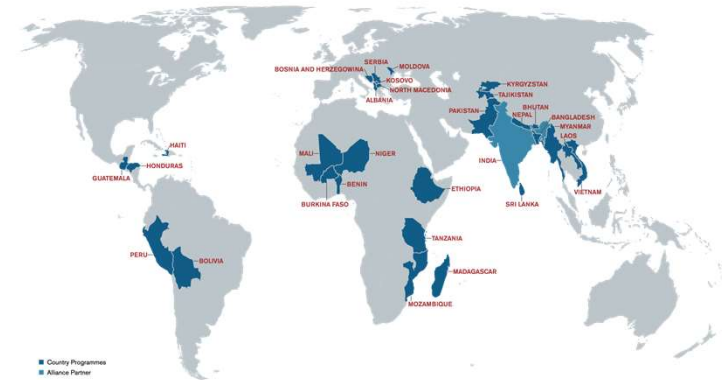 SERBIA
MOLDOVA
BOSNIA AND HERZEGOWINA
KOSOVO
NORTH MACEDONIA
ALBANIA
KYRGYZSTAN
TAJIKISTAN
PAKISTAN
BHUTAN
NEPAL
BANGLADESH
MYANMAR
LAOS
HAITI
HONDURAS
GUATEMALA
MALI
NIGER
INDIA
BENIN
ETHIOPIA
VIETNAM
BURKINA FASO
SRI LANKA
TANZANIA
PERU
BOLIVIA
MADAGASCAR
MOZAMBIQUE
Country Programmes
Alliance Partner